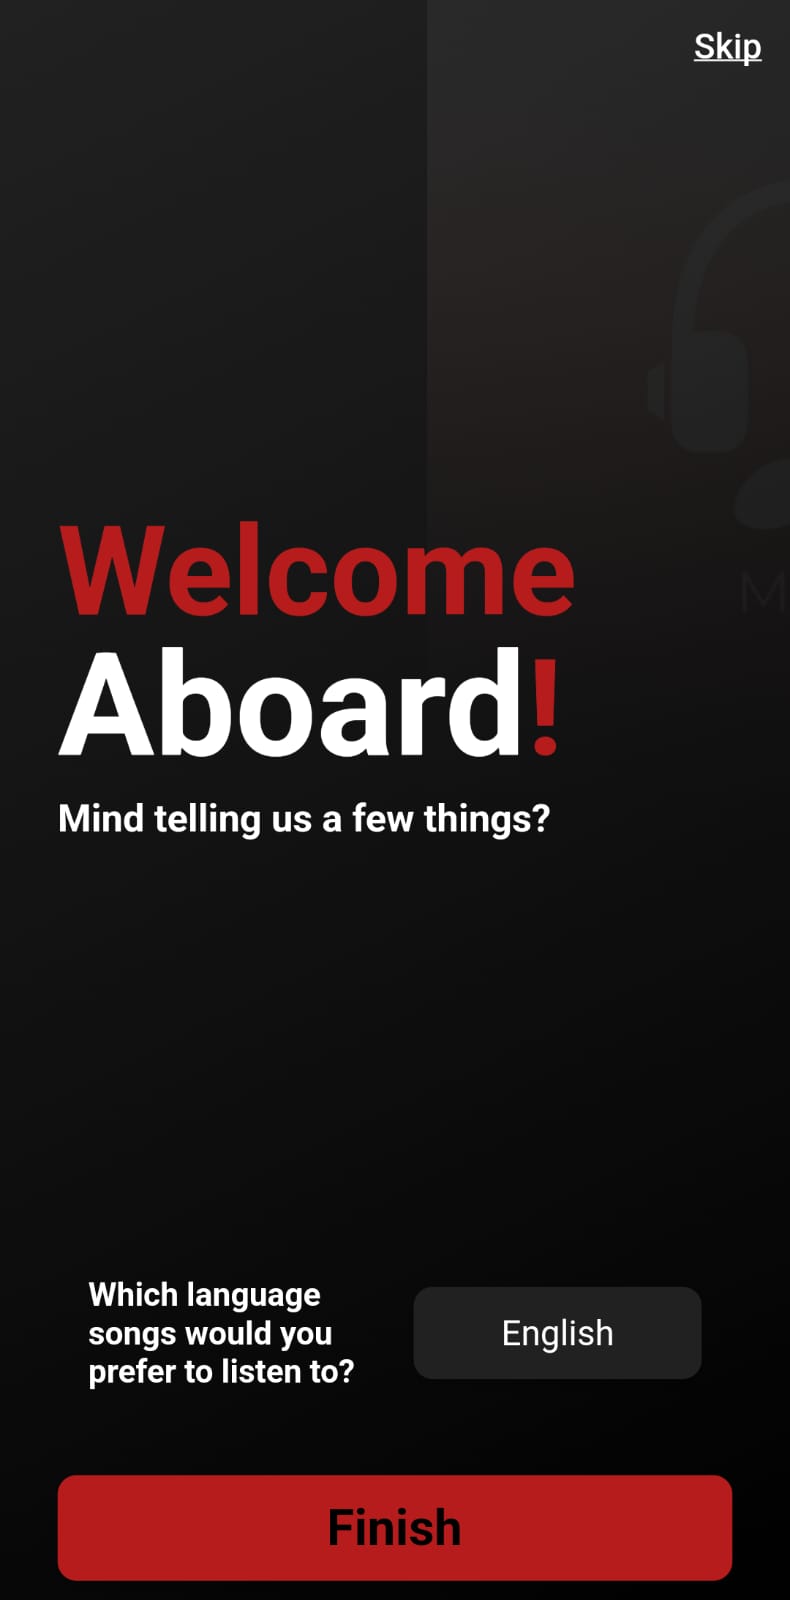 Skip
M
Welcome
Aboard!
Mind telling us a few things?
Which language
songs would you
prefer to listen to?
English
Finish